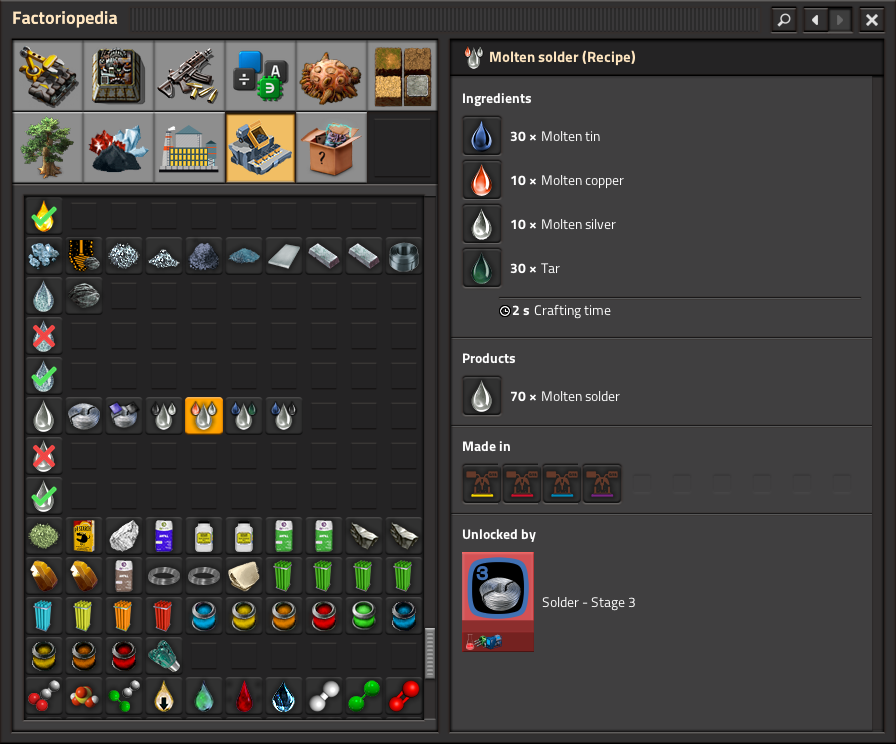 Factoriopedia
Molten solder (Recipe)
Ingredients
30 × Molten tin
10 × Molten copper
10 × Molten silver
30 × Tar
2 s Crafting time
Products
70 × Molten solder
Made in
Unlocked by
3
Solder - Stage 3